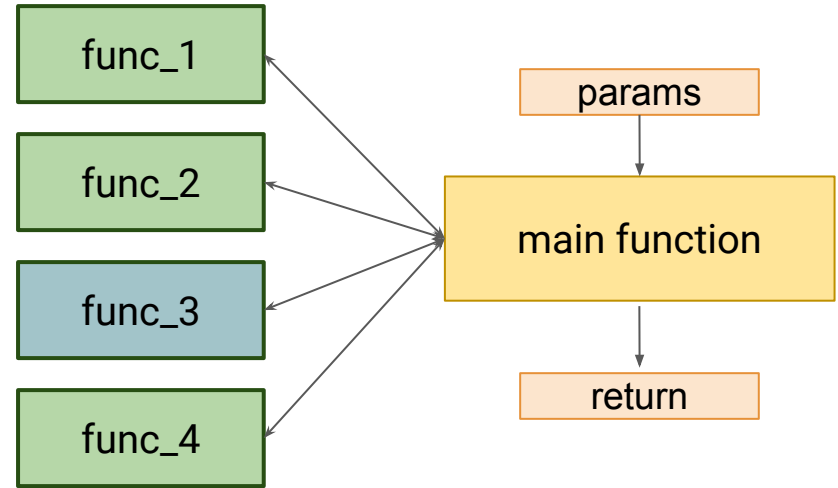 func_1
func_2
func_3
func_4
params
main function
return